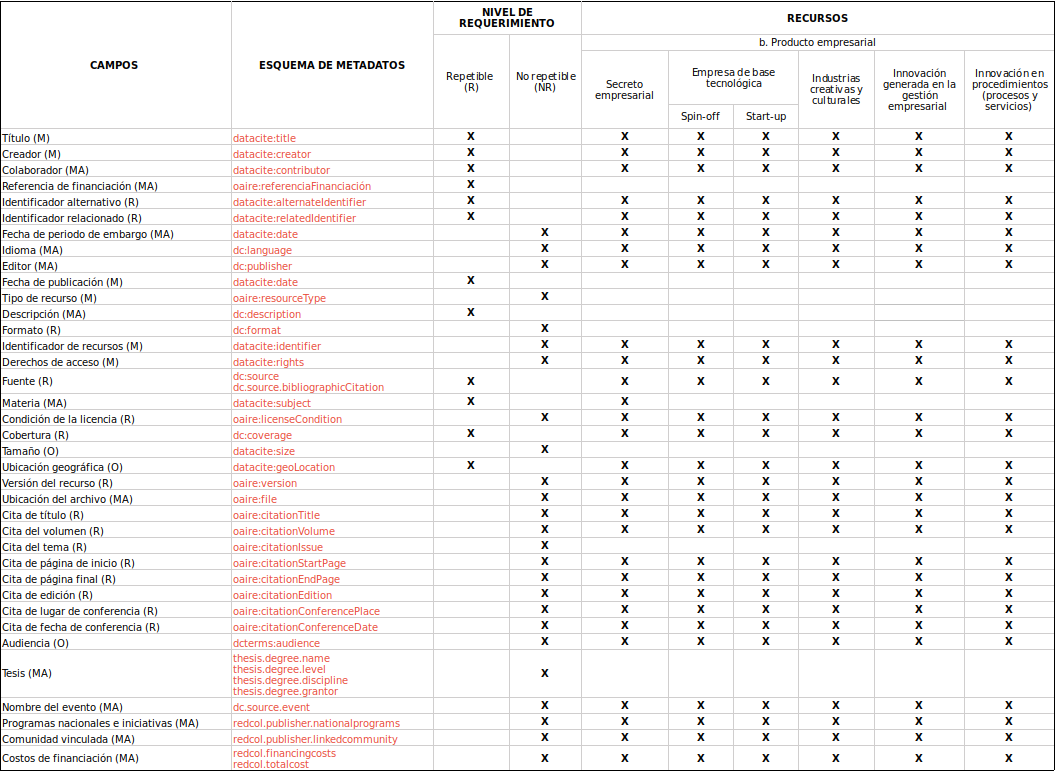 NIVEL DE
REQUERIMIENTO
RECURSOS
b. Producto empresarial
CAMPOS
ESQUEMA DE METADATOS
Repetible
(R)
No repetible
(NR)
Secreto
empresarial
Empresa de base
tecnológica
Spin-off
Start-up
Industrias
creativas y
culturales
Innovación
generada en la
gestión
empresarial
Innovación en
procedimientos
(procesos y
servicios)
Título (M) datacite:title X X X X X X X
Creador (M) datacite:creator X X X X X X X
Colaborador (MA) datacite:contributor X X X X X X X
Referencia de financiación (MA) oaire:referenciaFinanciación X
Identificador alternativo (R) datacite:alternateIdentifier X X X X X X X
Identificador relacionado (R) datacite:relatedIdentifier X X X X X X X
Fecha de periodo de embargo (MA) datacite:date X X X X X X X
Idioma (MA) dc:language X X X X X X X
Editor (MA) dc:publisher X X X X X X X
Fecha de publicación (M) datacite:date X
Tipo de recurso (M) oaire:resourceType X
Descripción (MA) dc:description X
Formato (R) dc:format X
Identificador de recursos (M) datacite:identifier X X X X X X X
Derechos de acceso (M) datacite:rights X X X X X X X
Fuente (R) dc:source
dc.source.bibliographicCitation X X X X X X X
Materia (MA) datacite:subject X X
Condición de la licencia (R) oaire:licenseCondition X X X X X X X
Cobertura (R) dc:coverage X X X X X X X
Tamaño (O) datacite:size X
Ubicación geográfica (O) datacite:geoLocation X X X X X X X
Versión del recurso (R) oaire:version X X X X X X X
Ubicación del archivo (MA) oaire:file X X X X X X X
Cita de título (R) oaire:citationTitle X X X X X X X
Cita del volumen (R) oaire:citationVolume X X X X X X X
Cita del tema (R) oaire:citationIssue X
Cita de página de inicio (R) oaire:citationStartPage X X X X X X X
Cita de página final (R) oaire:citationEndPage X X X X X X X
Cita de edición (R) oaire:citationEdition X X X X X X X
Cita de lugar de conferencia (R) oaire:citationConferencePlace X X X X X X X
Cita de fecha de conferencia (R) oaire:citationConferenceDate X X X X X X X
Audiencia (O) dcterms:audience X X X X X X X
Tesis (MA) thesis.degree.name
thesis.degree.level
thesis.degree.discipline
thesis.degree.grantor X
Nombre del evento (MA) dc.source.event X X X X X X X
Programas nacionales e iniciativas (MA) redcol.publisher.nationalprograms X X X X X X X
Comunidad vinculada (MA) redcol.publisher.linkedcommunity X X X X X X X
Costos de financiación (MA) redcol.financingcosts
redcol.totalcost X X X X X X X